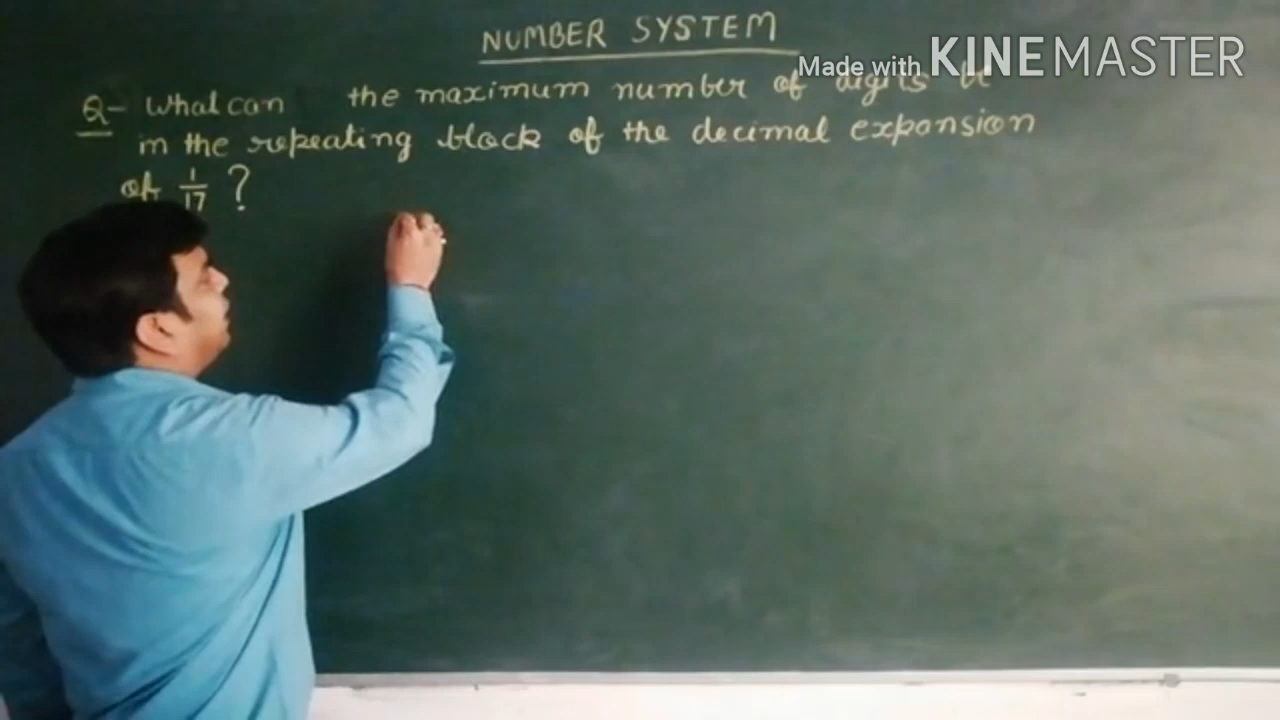 NUMBER SYSTEM
Made with KINEMASTER
Q- What can the maximum number of digits be
in the repeating block of the decimal expansion
of 1/17 ?